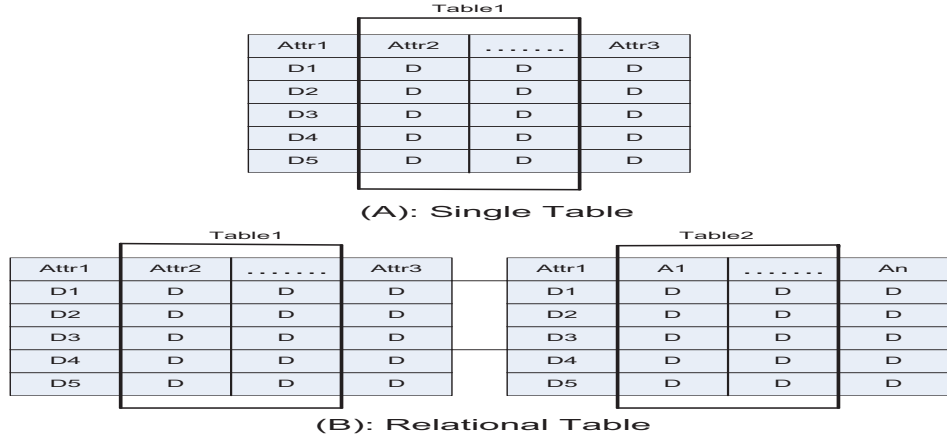 Table1
Attr1 Attr2 ....... Attr3
D1 D D D
D2 D D D
D3 D D D
D4 D D D
D5 D D D
(A): Single Table
Table1 Table2
Attr1 Attr2 ....... Attr3 Attr1 A1 ....... An
D1 D D D D1 D D D
D2 D D D D2 D D D
D3 D D D D3 D D D
D4 D D D D4 D D D
D5 D D D D5 D D D
(B): Relational Table